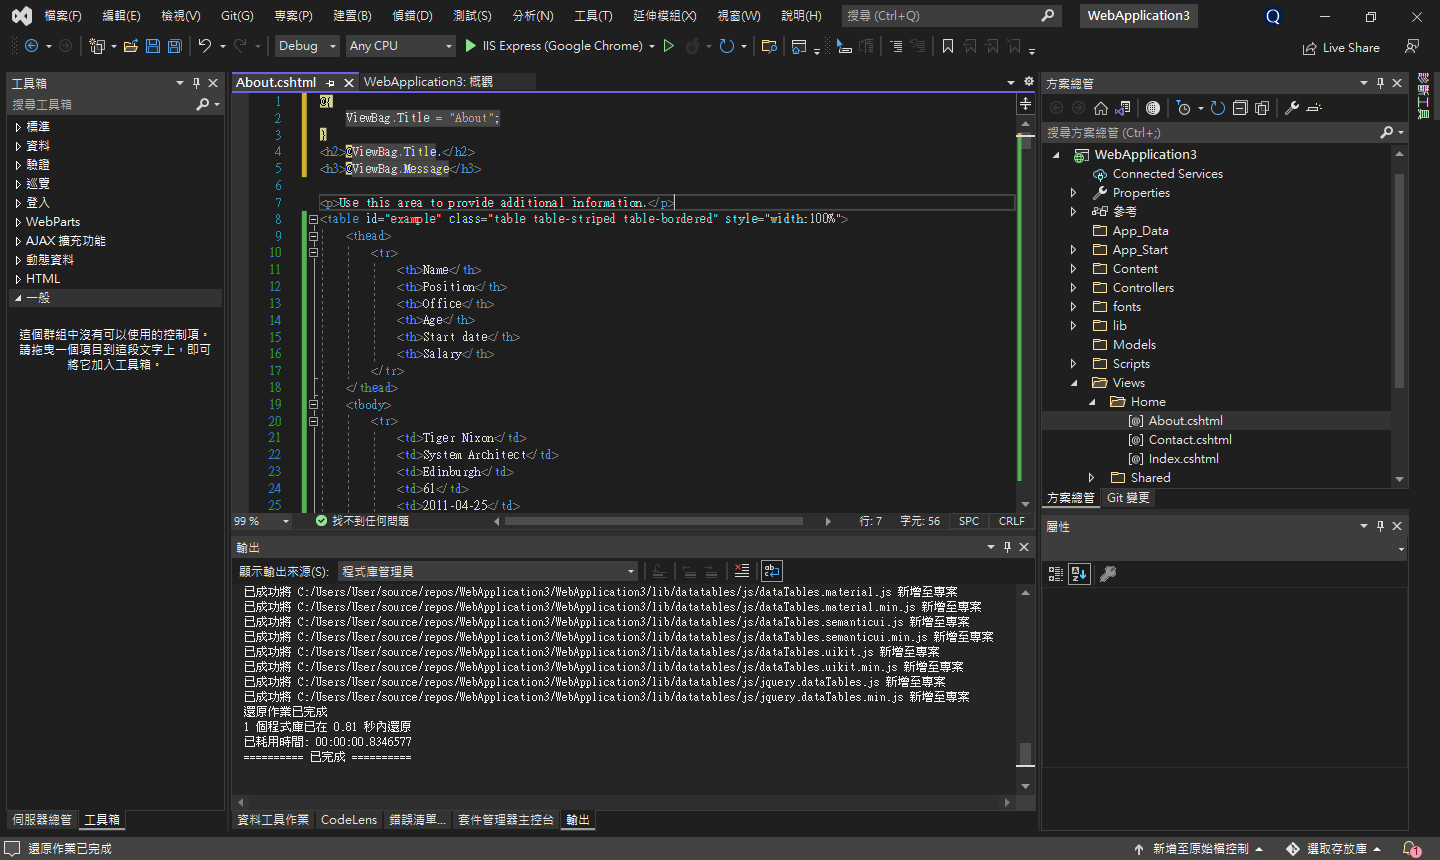 檔案(F) 編輯(E) 檢視(V) Git(G) 專案(P) 建置(B) 偵錯(D) 測試(S) 分析(N) 工具(T) 延伸模組(X) 視窗(W) 說明(H) 搜尋 (Ctrl+Q) WebApplication3
Debug Any CPU IIS Express (Google Chrome) Live Share
工具箱
搜尋工具箱
標準
資料
驗證
巡覽
登入
WebParts
AJAX 擴充功能
動態資料
HTML
一般
這個群組中沒有可以使用的控制項。
請拖曳一個項目到這段文字上，即可
將它加入工具箱。
伺服器總管 工具箱
About.cshtml WebApplication3: 概觀
1 @{
2 ViewBag.Title = "About";
3 }
4 <h2>@ViewBag.Title.</h2>
5 <h3>@ViewBag.Message</h3>
6
7 <p>Use this area to provide additional information.</p>
8 <table id="example" class="table table-striped table-bordered" style="width:100%">
9 <thead>
10 <tr>
11 <th>Name</th>
12 <th>Position</th>
13 <th>Office</th>
14 <th>Age</th>
15 <th>Start date</th>
16 <th>Salary</th>
17 </tr>
18 </thead>
19 <tbody>
20 <tr>
21 <td>Tiger Nixon</td>
22 <td>System Architect</td>
23 <td>Edinburgh</td>
24 <td>61</td>
25 <td>2011-04-25</td>
99 % 找不到任何問題 行: 7 字元: 56 SPC CRLF
輸出
顯示輸出來源(S): 程式庫管理員
已成功將 C:/Users/User/source/repos/WebApplication3/WebApplication3/lib/datatables/js/dataTables.material.js 新增至專案
已成功將 C:/Users/User/source/repos/WebApplication3/WebApplication3/lib/datatables/js/dataTables.material.min.js 新增至專案
已成功將 C:/Users/User/source/repos/WebApplication3/WebApplication3/lib/datatables/js/dataTables.semanticui.js 新增至專案
已成功將 C:/Users/User/source/repos/WebApplication3/WebApplication3/lib/datatables/js/dataTables.semanticui.min.js 新增至專案
已成功將 C:/Users/User/source/repos/WebApplication3/WebApplication3/lib/datatables/js/dataTables.uikit.js 新增至專案
已成功將 C:/Users/User/source/repos/WebApplication3/WebApplication3/lib/datatables/js/dataTables.uikit.min.js 新增至專案
已成功將 C:/Users/User/source/repos/WebApplication3/WebApplication3/lib/datatables/js/jquery.dataTables.js 新增至專案
已成功將 C:/Users/User/source/repos/WebApplication3/WebApplication3/lib/datatables/js/jquery.dataTables.min.js 新增至專案
還原作業已完成
1 個程式庫已在 0.81 秒內還原
已耗用時間: 00:00:00.8346577
========== 已完成 ==========
資料工具作業 CodeLens 錯誤清單... 套件管理器主控台 輸出
方案總管
搜尋方案總管 (Ctrl+;)
WebApplication3
Connected Services
Properties
參考
App_Data
App_Start
Content
Controllers
fonts
lib
Models
Scripts
Views
Home
[@] About.cshtml
[@] Contact.cshtml
[@] Index.cshtml
Shared
方案總管 Git 變更
屬性
診斷工具
還原作業已完成 新增至原始檔控制 選取存放庫 1